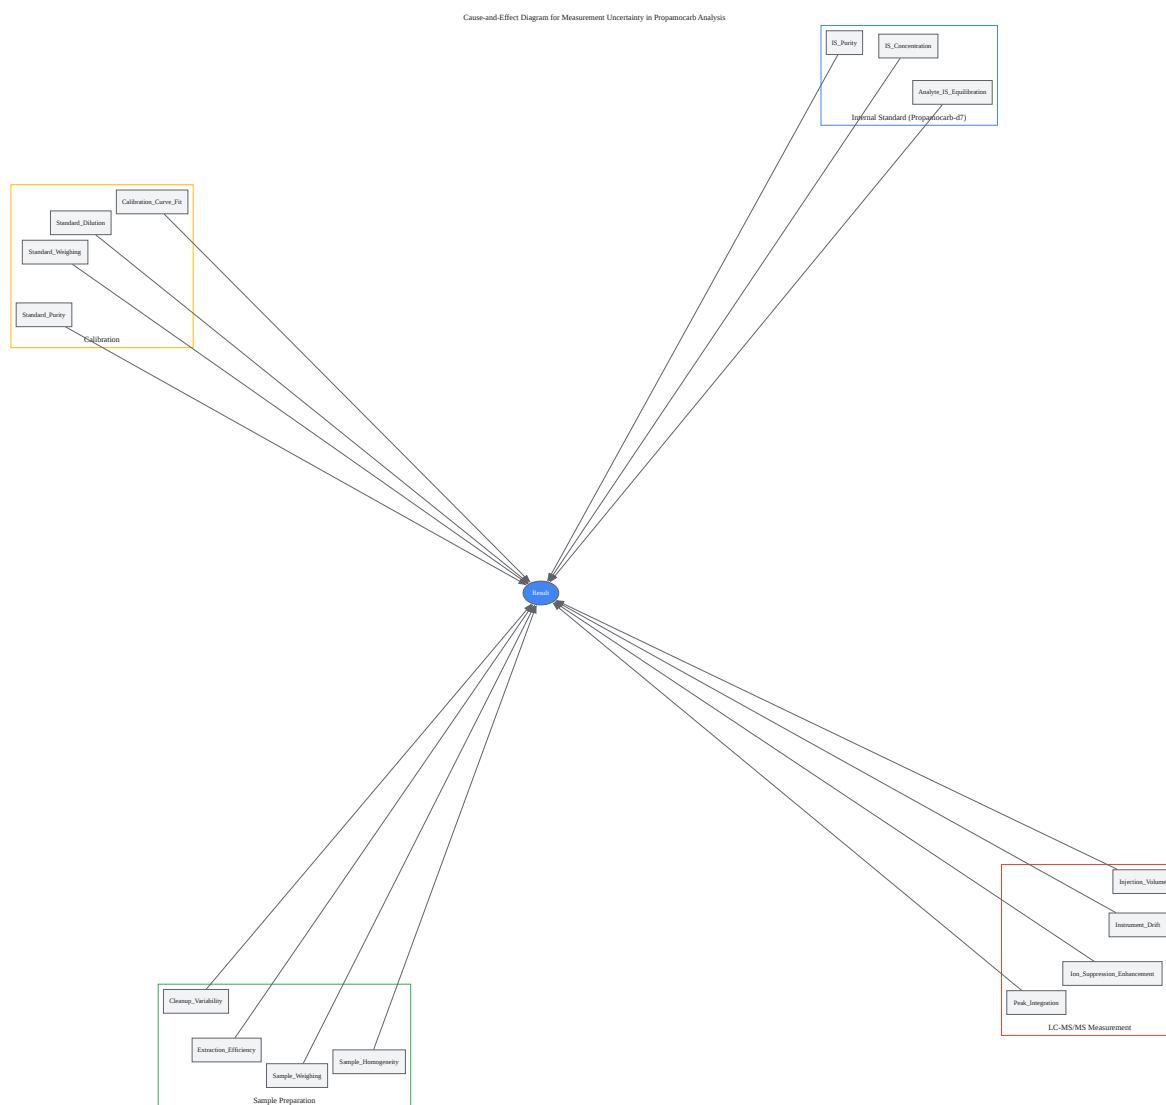 Cause-and-Effect Diagram for Measurement Uncertainty in Propamocarb Analysis
IS_Purity
IS_Concentration
Analyte_IS_Equilibration
Internal Standard (Propamocarb-d7)
Calibration_Curve_Fit
Standard_Dilution
Standard_Weighing
Standard_Purity
Calibration
Result
Injection_Volume
Instrument_Drift
Ion_Suppression_Enhancement
Peak_Integration
LC-MS/MS Measurement
Cleanup_Variability
Extraction_Efficiency
Sample_Homogeneity
Sample_Weighing
Sample Preparation